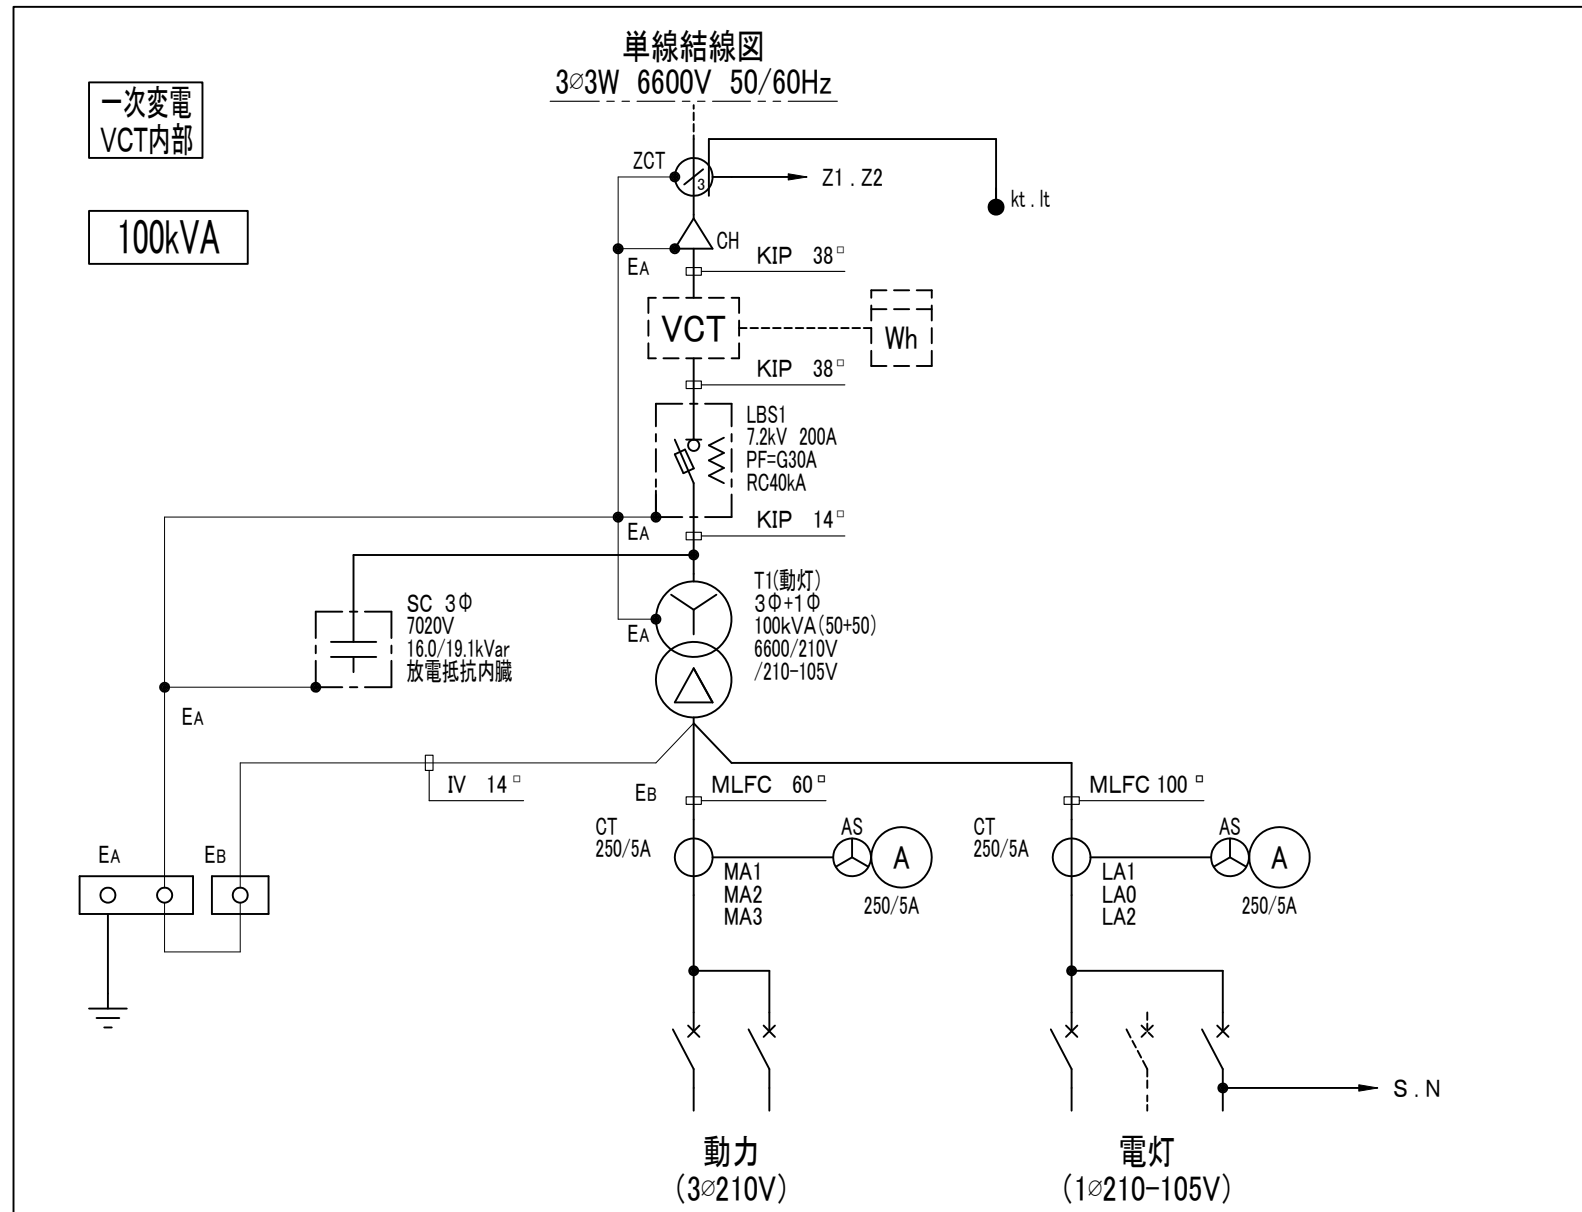 単線結線図
3⌀3W 6600V 50/60Hz
一次変電
VCT内部
100kVA
ZCT
3
Z1 . Z2
kt . lt
CH
EA
KIP 38□
VCT
Wh
KIP 38□
LBS1
7.2kV 200A
PF=G30A
RC40kA
EA
KIP 14□
T1(動灯)
3Φ+1Φ
100kVA(50+50)
6600/210V
/210-105V
EA
SC 3Φ
7020V
16.0/19.1kVar
放電抵抗内臓
EA
IV 14□
EB
MLFC 60□
MLFC 100□
CT
250/5A
AS
A
MA1
MA2
MA3
250/5A
CT
250/5A
AS
A
LA1
LA0
LA2
250/5A
EA
EB
S . N
動力
(3⌀210V)
電灯
(1⌀210-105V)